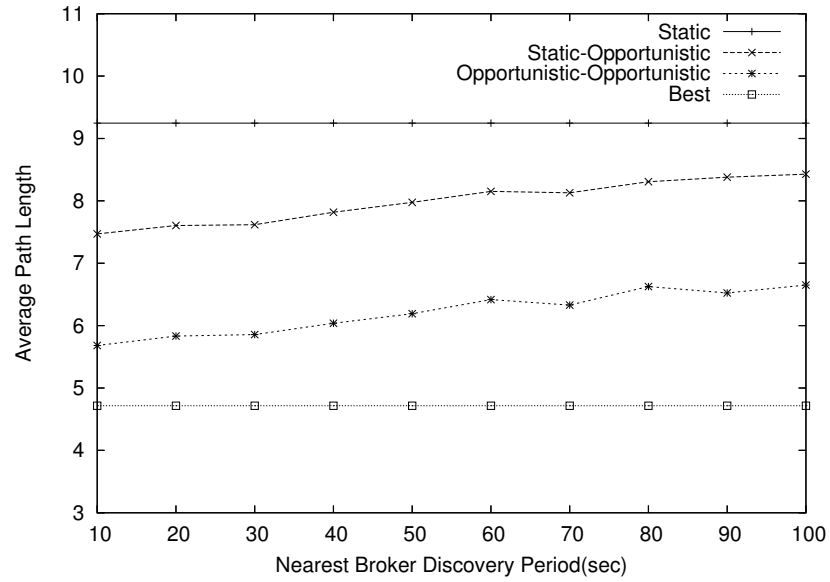 11
10
9
8
7
6
5
4
3
Average Path Length
Static
Static-Opportunistic
Opportunistic-Opportunistic
Best
10 20 30 40 50 60 70 80 90 100
Nearest Broker Discovery Period(sec)